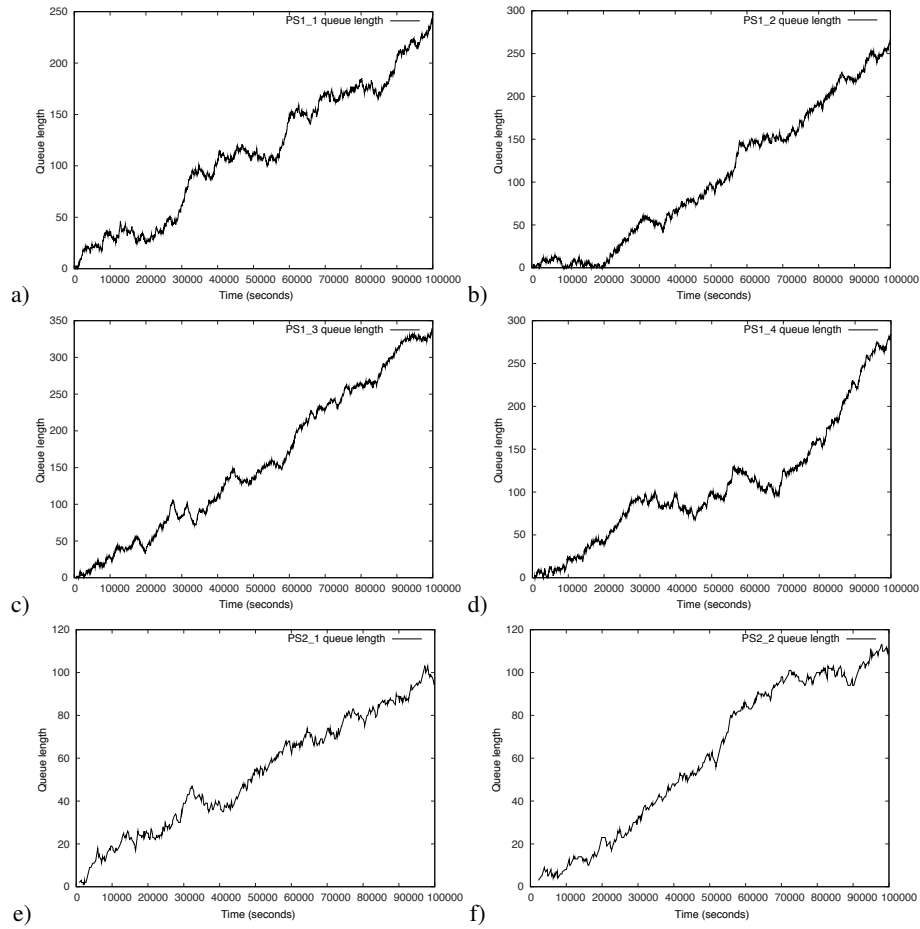 250
PS1_1 queue length
200
150
100
50
0
Queue length
0 10000 20000 30000 40000 50000 60000 70000 80000 90000 100000
Time (seconds)
a)
300
PS1_2 queue length
250
200
150
100
50
0
Queue length
0 10000 20000 30000 40000 50000 60000 70000 80000 90000 100000
Time (seconds)
b)
350
PS1_3 queue length
300
250
200
150
100
50
0
Queue length
0 10000 20000 30000 40000 50000 60000 70000 80000 90000 100000
Time (seconds)
c)
300
PS1_4 queue length
250
200
150
100
50
0
Queue length
0 10000 20000 30000 40000 50000 60000 70000 80000 90000 100000
Time (seconds)
d)
120
PS2_1 queue length
100
80
60
40
20
0
Queue length
0 10000 20000 30000 40000 50000 60000 70000 80000 90000 100000
Time (seconds)
e)
120
PS2_2 queue length
100
80
60
40
20
0
Queue length
0 10000 20000 30000 40000 50000 60000 70000 80000 90000 100000
Time (seconds)
f)